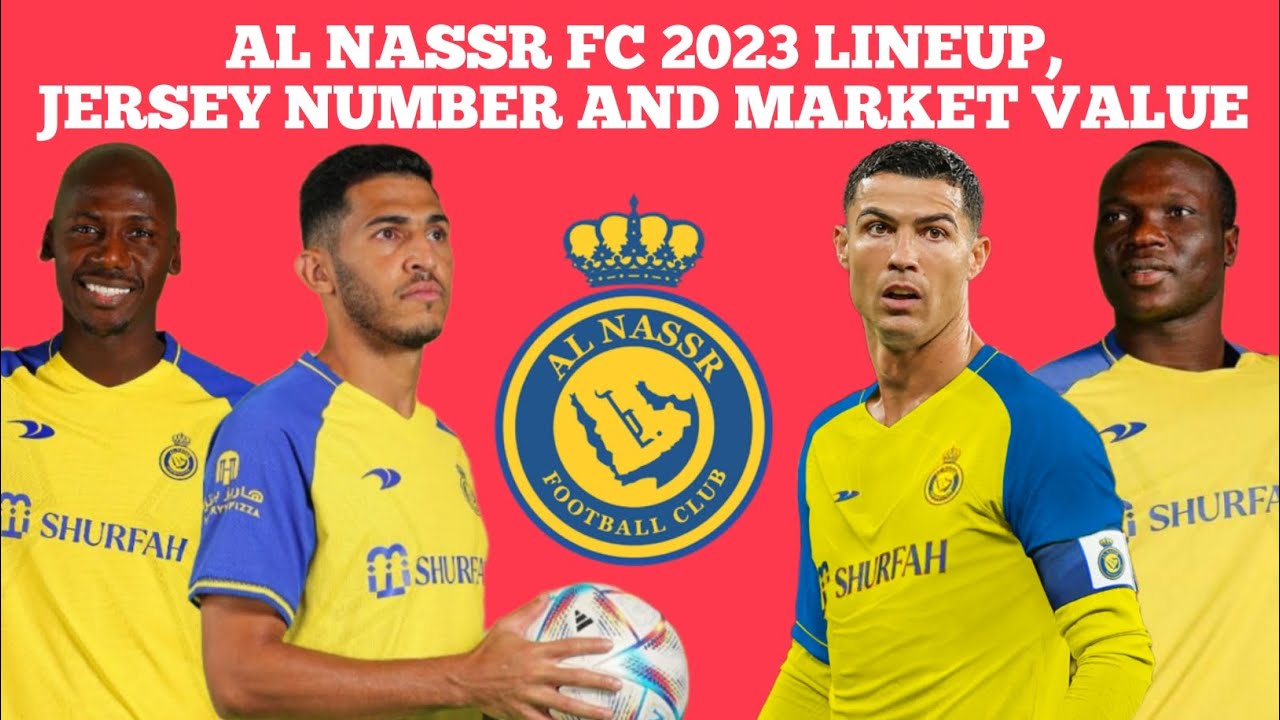 AL NASSR FC 2023 LINEUP,
JERSEY NUMBER AND MARKET VALUE
AL NASSR
FOOTBALL CLUB
SHURFAH
SHURFAH
SHURFAH
SHURFAH